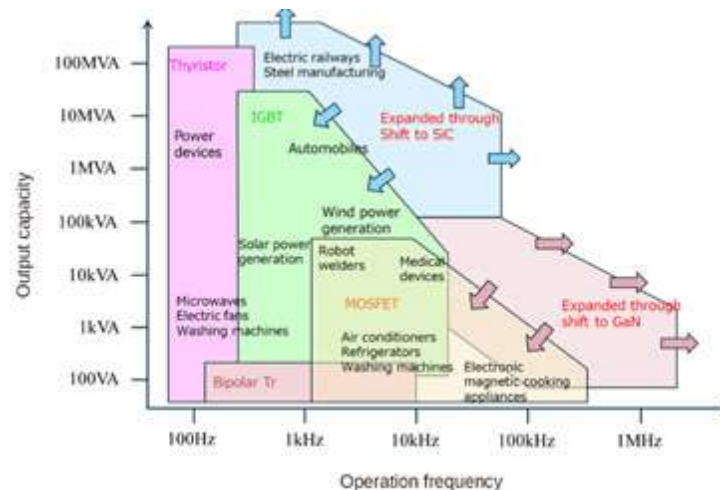 Output capacity
100MVA
10MVA
1MVA
100kVA
10kVA
1kVA
100VA
Thyristor
Power
devices
Microwaves
Electric fans
Washing machines
Electric railways
Steel manufacturing
IGBT
Automobiles
Expanded through
Shift to SiC
Wind power
generation
Solar power
generation
Robot
welders
Medical
devices
MOSFET
Air conditioners
Refrigerators
Washing machines
Expanded through
shift to GaN
Electronic
magnetic cooking
appliances
Bipolar Tr
100Hz
1kHz
10kHz
100kHz
1MHz
Operation frequency